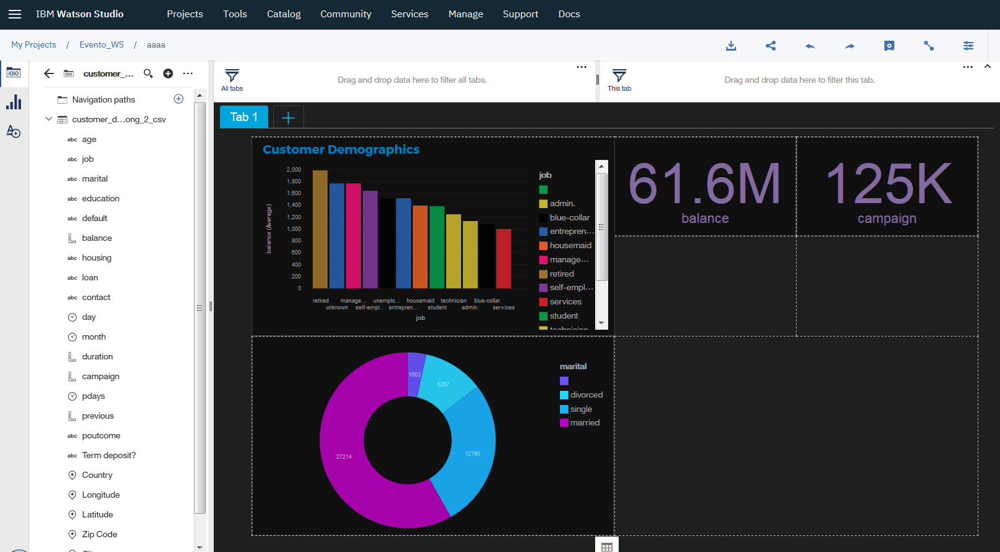 IBM Watson Studio
Projects
Tools
Catalog
Community
Services
Manage
Support
Docs
My Projects / Evento_WS / aaaa
customer_...
Navigation paths
customer_d...ong_2_csv
abc age
abc job
abc marital
abc education
abc default
balance
abc housing
abc loan
abc contact
day
month
duration
campaign
pdays
previous
abc poutcome
abc Term deposit?
Country
Longitude
Latitude
Zip Code
All tabs
Drag and drop data here to filter all tabs.
This tab
Drag and drop data here to filter this tab.
Tab 1
Customer Demographics
balance (Average)
2,000
1,800
1,600
1,400
1,200
1,000
800
600
400
200
0
retired
unknown
manage...
self-empl...
unemplo...
entrepren...
housemaid
student
technician
admin.
blue-collar
services
job
job
admin.
blue-collar
entrepren...
housemaid
manage...
retired
self-empl...
services
student
technician
61.6M
balance
125K
campaign
1603
5207
12790
27214
marital
divorced
single
married